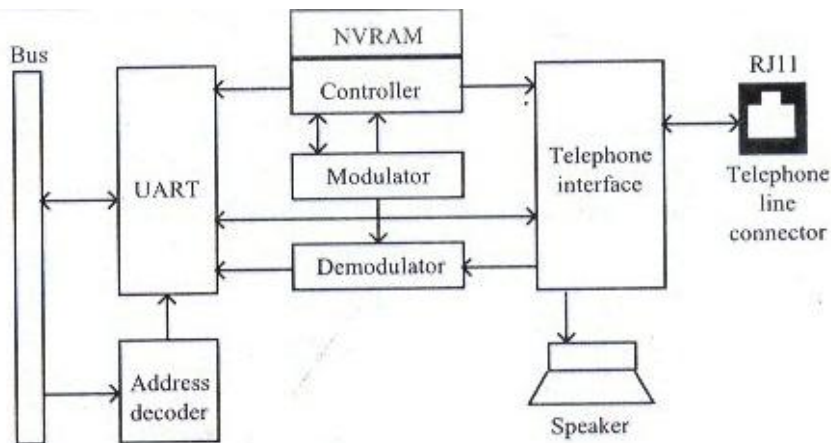 Bus
NVRAM
Controller
RJ11
UART
Modulator
Telephone
interface
Telephone
line
connector
Demodulator
Address
decoder
Speaker